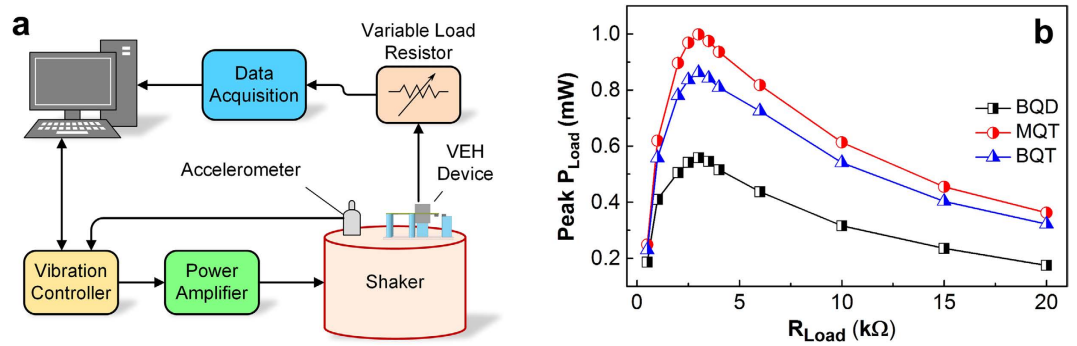 a
Variable Load
Resistor
Data
Acquisition
VEH
Device
Accelerometer
Vibration
Controller
Power
Amplifier
Shaker
b
Peak P_Load (mW)
1.0
0.8
0.6
0.4
0.2
BQD
MQT
BQT
0 5 10 15 20
R_Load (kΩ)